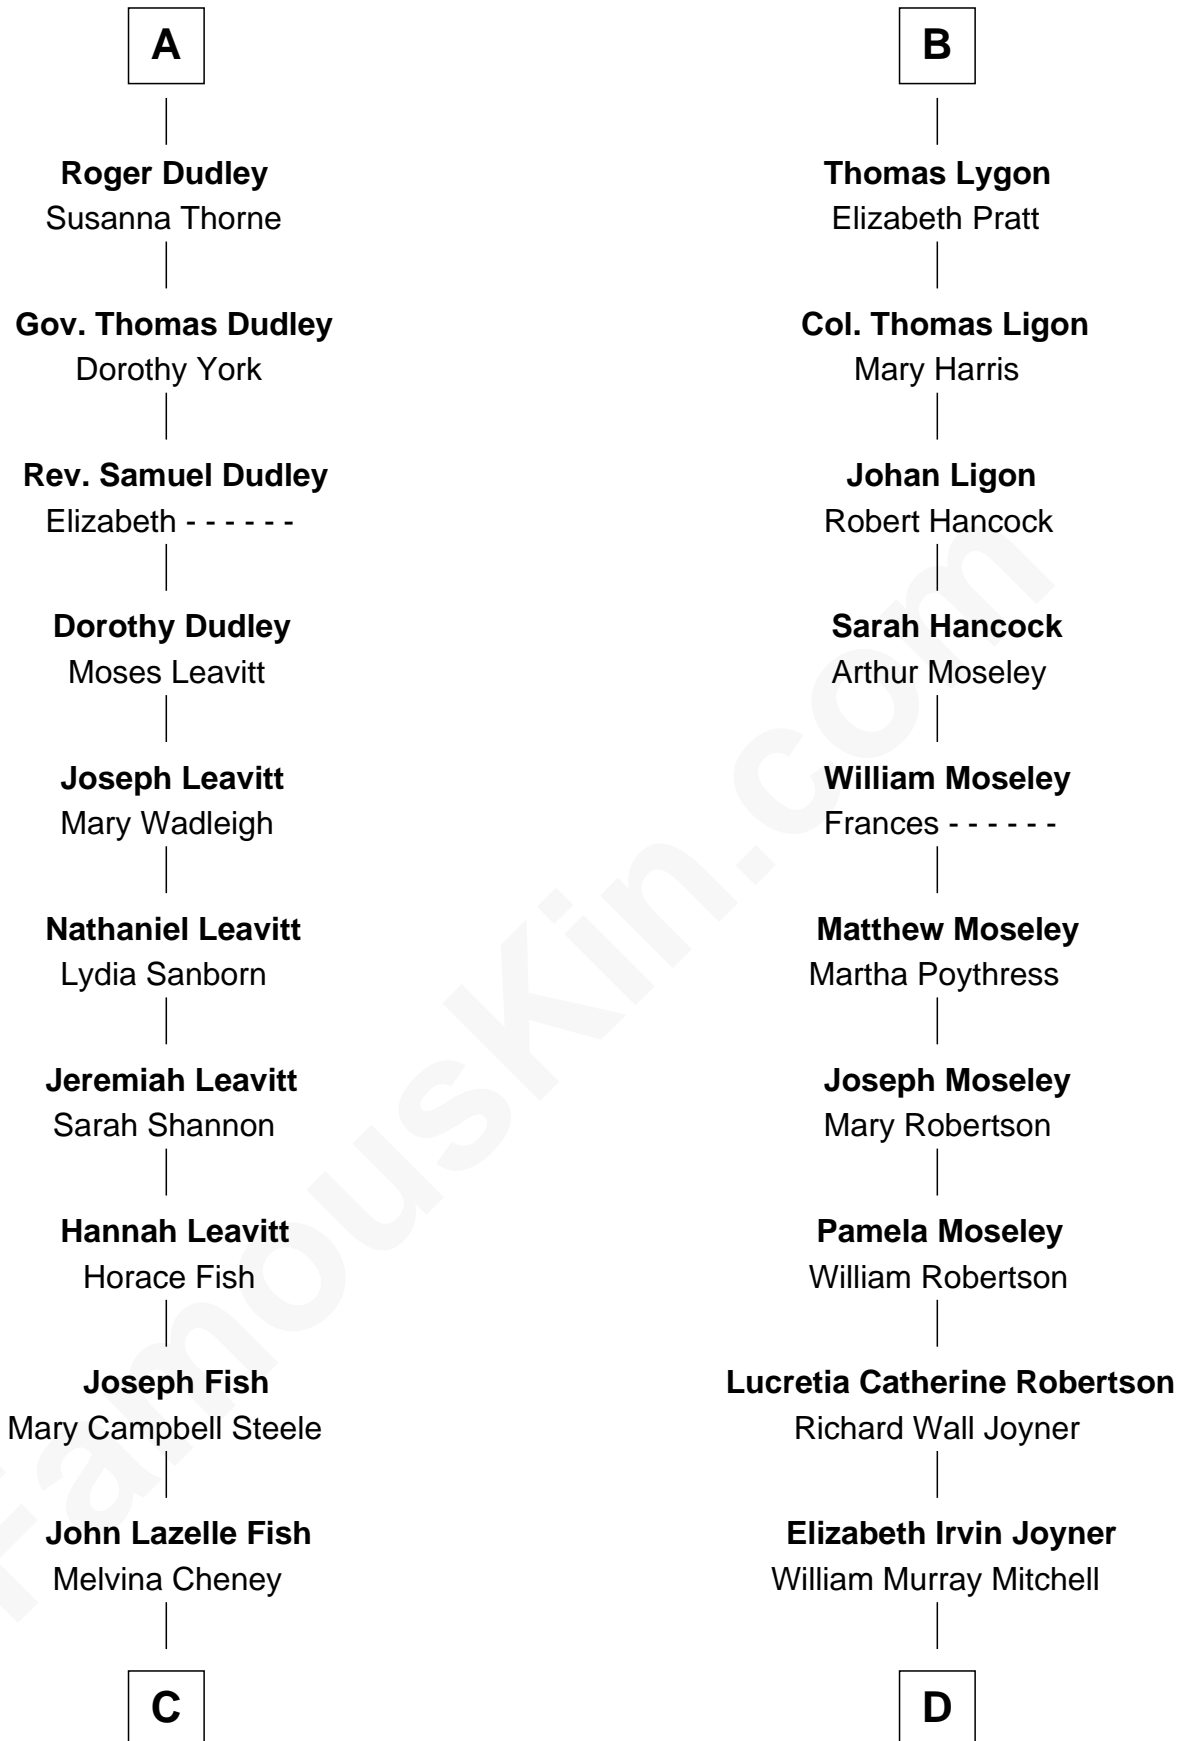 A
Roger Dudley
Susanna Thorne
Gov. Thomas Dudley
Dorothy York
Rev. Samuel Dudley
Elizabeth - - - - - -
Dorothy Dudley
Moses Leavitt
Joseph Leavitt
Mary Wadleigh
Nathaniel Leavitt
Lydia Sanborn
Jeremiah Leavitt
Sarah Shannon
Hannah Leavitt
Horace Fish
Joseph Fish
Mary Campbell Steele
John Lazelle Fish
Melvina Cheney
C
B
Thomas Lygon
Elizabeth Pratt
Col. Thomas Ligon
Mary Harris
Johan Ligon
Robert Hancock
Sarah Hancock
Arthur Moseley
William Moseley
Frances - - - - - -
Matthew Moseley
Martha Poythress
Joseph Moseley
Mary Robertson
Pamela Moseley
William Robertson
Lucretia Catherine Robertson
Richard Wall Joyner
Elizabeth Irvin Joyner
William Murray Mitchell
D
FamousKin.com